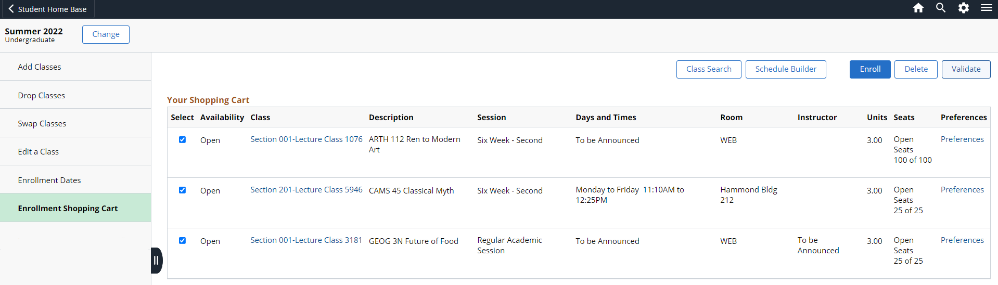 Student Home Base
Summer 2022
Undergraduate
Change
Add Classes
Drop Classes
Swap Classes
Edit a Class
Enrollment Dates
Enrollment Shopping Cart
Class Search
Schedule Builder
Enroll
Delete
Validate
Your Shopping Cart
Select Availability Class Description Session Days and Times Room Instructor Units Seats Preferences
Open Section 001-Lecture Class 1076 ARTH 112 Ren to Modern Six Week - Second To be Announced WEB 3.00 Open Preferences
Art Seats
100 of 100
Open Section 201-Lecture Class 5946 CAMS 45 Classical Myth Six Week - Second Monday to Friday 11:10AM to Hammond Bldg 3.00 Open Preferences
12:25PM 212 Seats
25 of 25
Open Section 001-Lecture Class 3181 GEOG 3N Future of Food Regular Academic To be Announced WEB To be 3.00 Open Preferences
Session Announced Seats
25 of 25